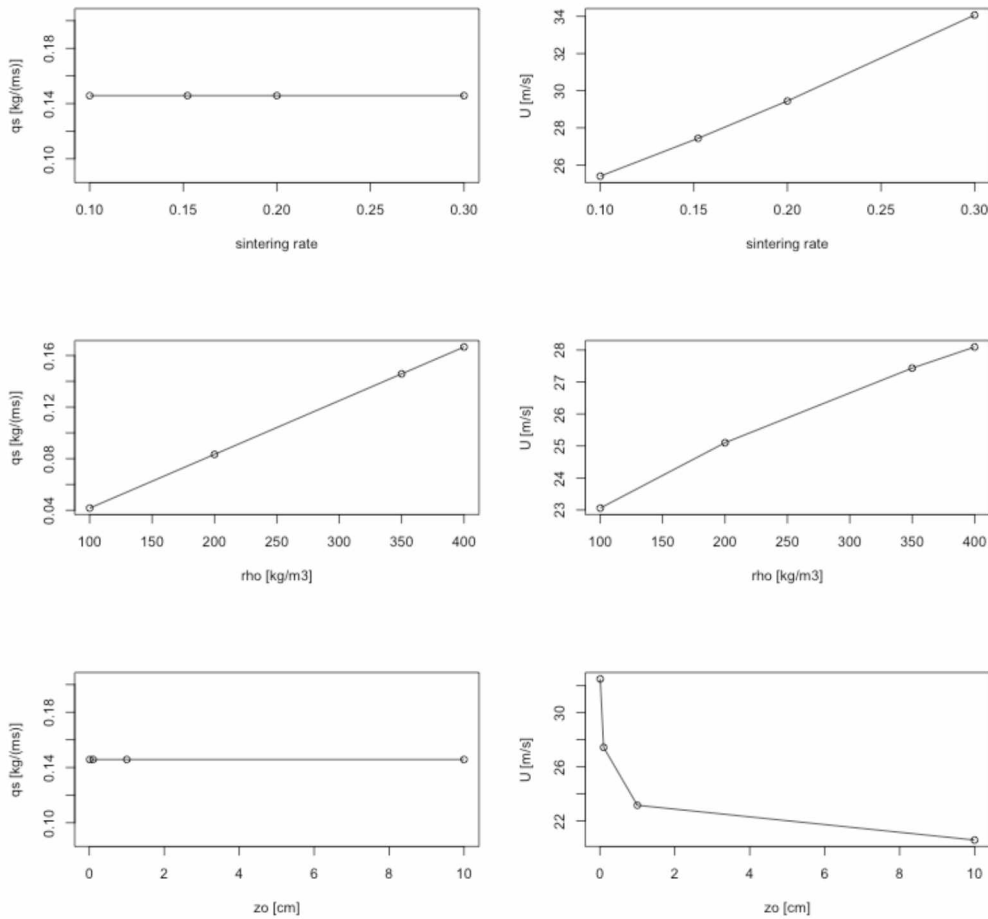 qs [kg/(ms)]
0.10 0.14 0.18
0.10 0.15 0.20 0.25 0.30
sintering rate
U [m/s]
26 28 30 32 34
0.10 0.15 0.20 0.25 0.30
sintering rate
qs [kg/(ms)]
0.04 0.08 0.12 0.16
100 150 200 250 300 350 400
rho [kg/m3]
U [m/s]
23 24 25 26 27 28
100 150 200 250 300 350 400
rho [kg/m3]
qs [kg/(ms)]
0.10 0.14 0.18
0 2 4 6 8 10
zo [cm]
U [m/s]
22 26 30
0 2 4 6 8 10
zo [cm]